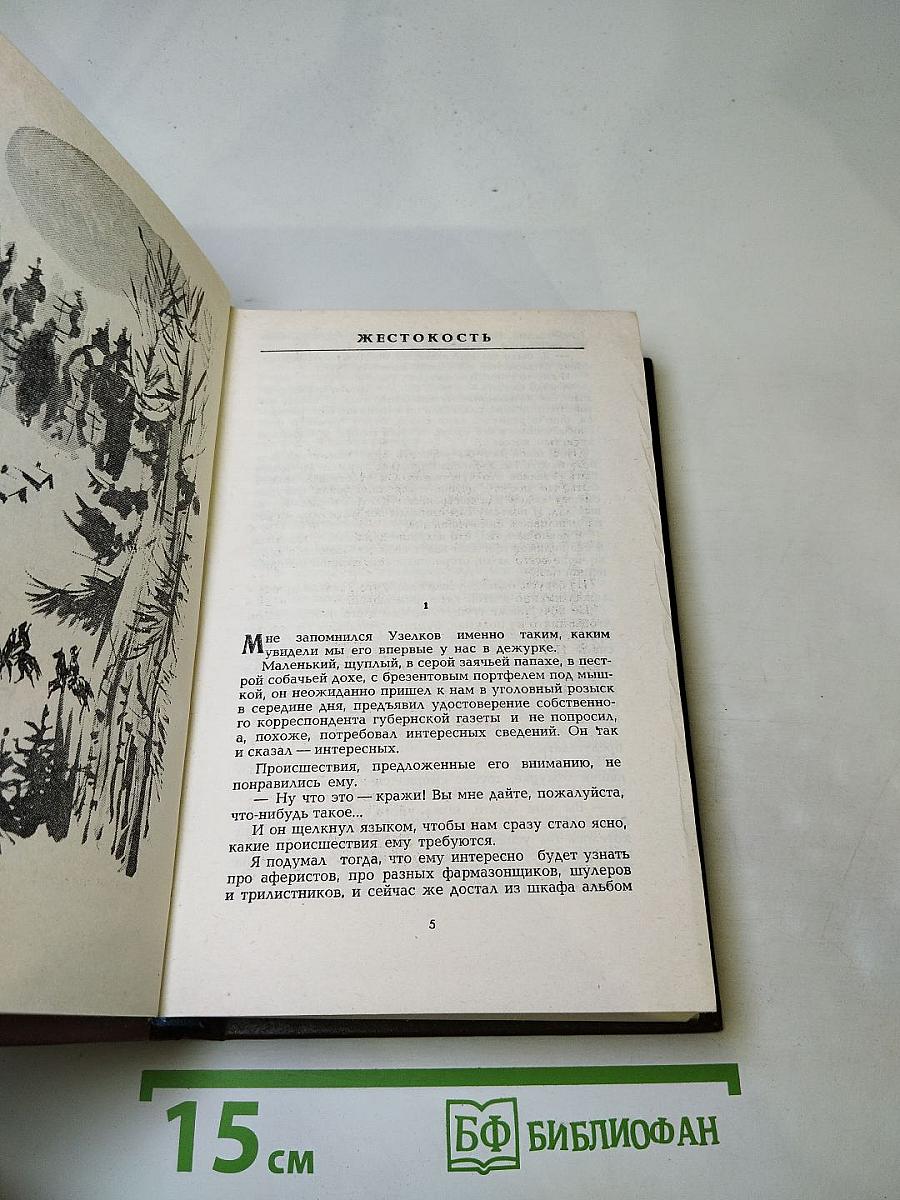 ЖЕСТОКОСТЬ
1
Мне запомнился Узелков именно таким, каким
увидели мы его впервые у нас в дежурке.
Маленький, щуплый, в серой заячьей папахе, в пест-
рой собачьей дохе, с брезентовым портфелем под мыш-
кой, он неожиданно пришел к нам в уголовный розыск
в середине дня, предъявил удостоверение собственно-
го корреспондента губернской газеты и не попросил,
а, похоже, потребовал интересных сведений. Он так
и сказал — интересных.
Происшествия, предложенные его вниманию, не
понравились ему.
— Ну что это — кражи! Вы мне дайте, пожалуйста,
что-нибудь такое...
И он щелкнул языком, чтобы нам сразу стало ясно,
какие происшествия ему требуются.
Я подумал тогда, что ему интересно будет узнать
про аферистов, про разных фармазонщиков, шулеров
и трилистников, и сейчас же достал из шкафа альбом
5
15 см
БФ БИБЛИОФАН